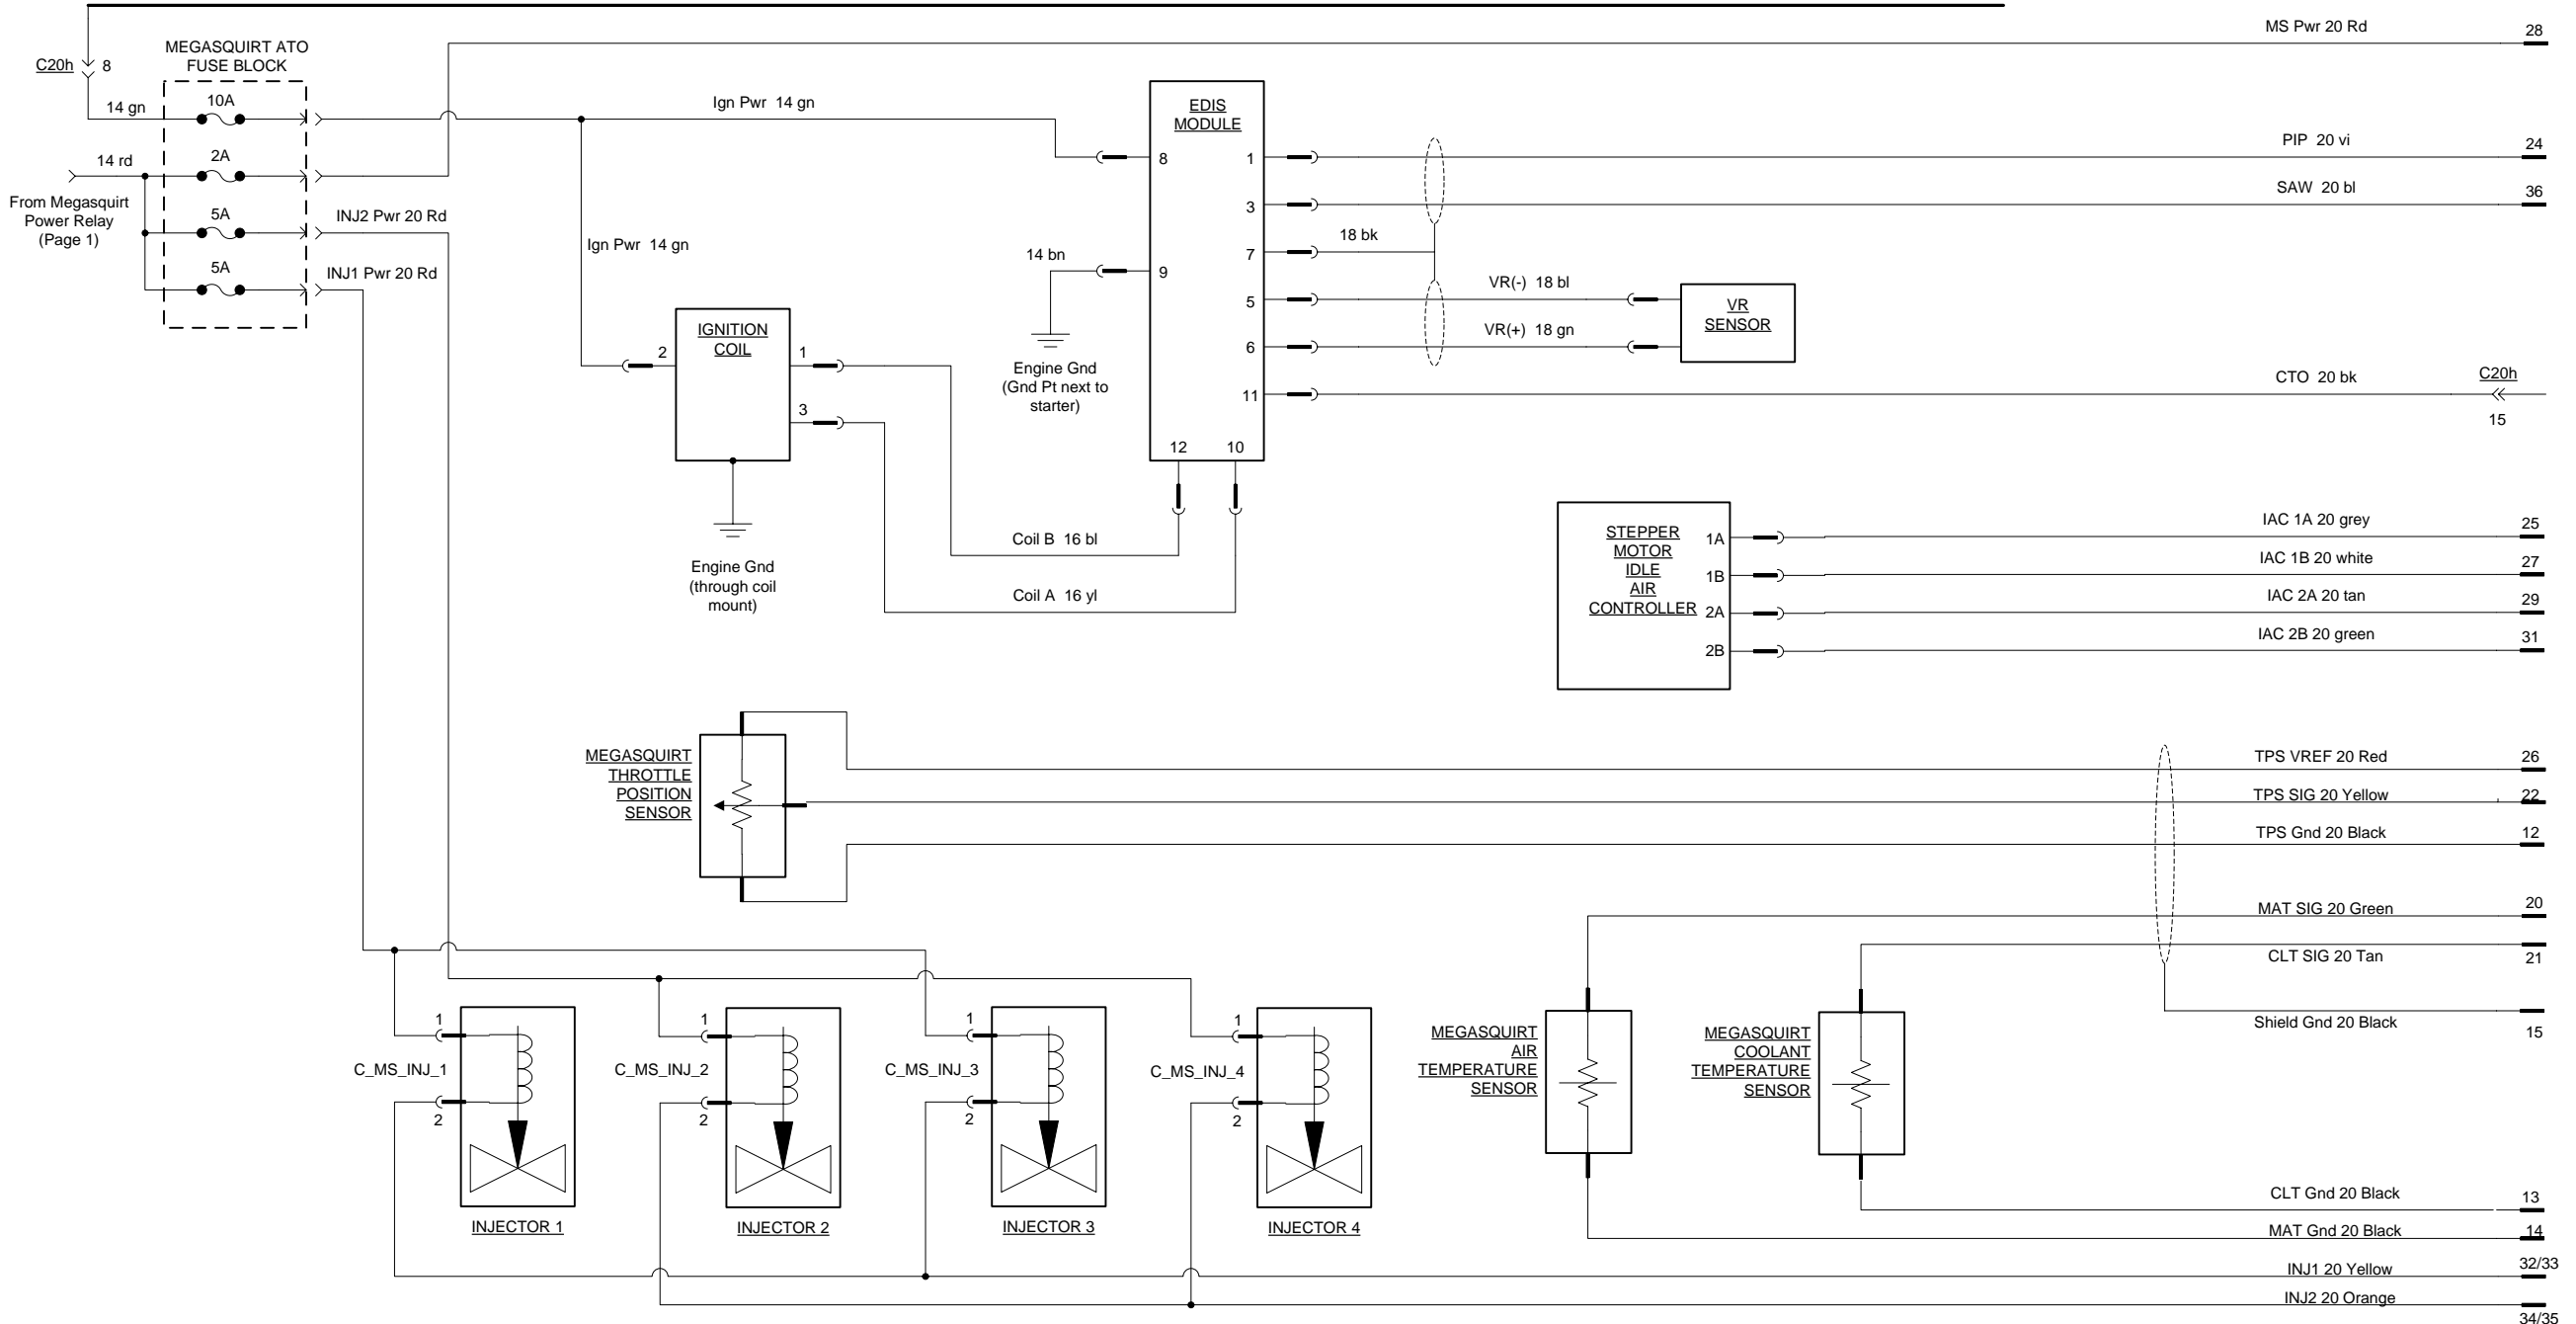 MS Pwr 20 Rd
28
MEGASQUIRT ATO
FUSE BLOCK
C20h
8
14 gn
10A
Ign Pwr 14 gn
14 rd
2A
From Megasquirt
Power Relay
(Page 1)
5A
INJ2 Pwr 20 Rd
5A
INJ1 Pwr 20 Rd
Ign Pwr 14 gn
EDIS
MODULE
8
1
3
7
9
5
6
11
12
10
PIP 20 vi
24
SAW 20 bl
36
18 bk
14 bn
Engine Gnd
(Gnd Pt next to
starter)
VR(-) 18 bl
VR(+) 18 gn
VR
SENSOR
CTO 20 bk
C20h
15
IGNITION
COIL
2
1
3
Engine Gnd
(through coil
mount)
Coil B 16 bl
Coil A 16 yl
STEPPER
MOTOR
IDLE
AIR
CONTROLLER
1A
1B
2A
2B
IAC 1A 20 grey
25
IAC 1B 20 white
27
IAC 2A 20 tan
29
IAC 2B 20 green
31
MEGASQUIRT
THROTTLE
POSITION
SENSOR
TPS VREF 20 Red
26
TPS SIG 20 Yellow
22
TPS Gnd 20 Black
12
MAT SIG 20 Green
20
CLT SIG 20 Tan
21
Shield Gnd 20 Black
15
1
C_MS_INJ_1
2
INJECTOR 1
1
C_MS_INJ_2
2
INJECTOR 2
1
C_MS_INJ_3
2
INJECTOR 3
1
C_MS_INJ_4
2
INJECTOR 4
MEGASQUIRT
AIR
TEMPERATURE
SENSOR
MEGASQUIRT
COOLANT
TEMPERATURE
SENSOR
CLT Gnd 20 Black
13
MAT Gnd 20 Black
14
INJ1 20 Yellow
32/33
INJ2 20 Orange
34/35